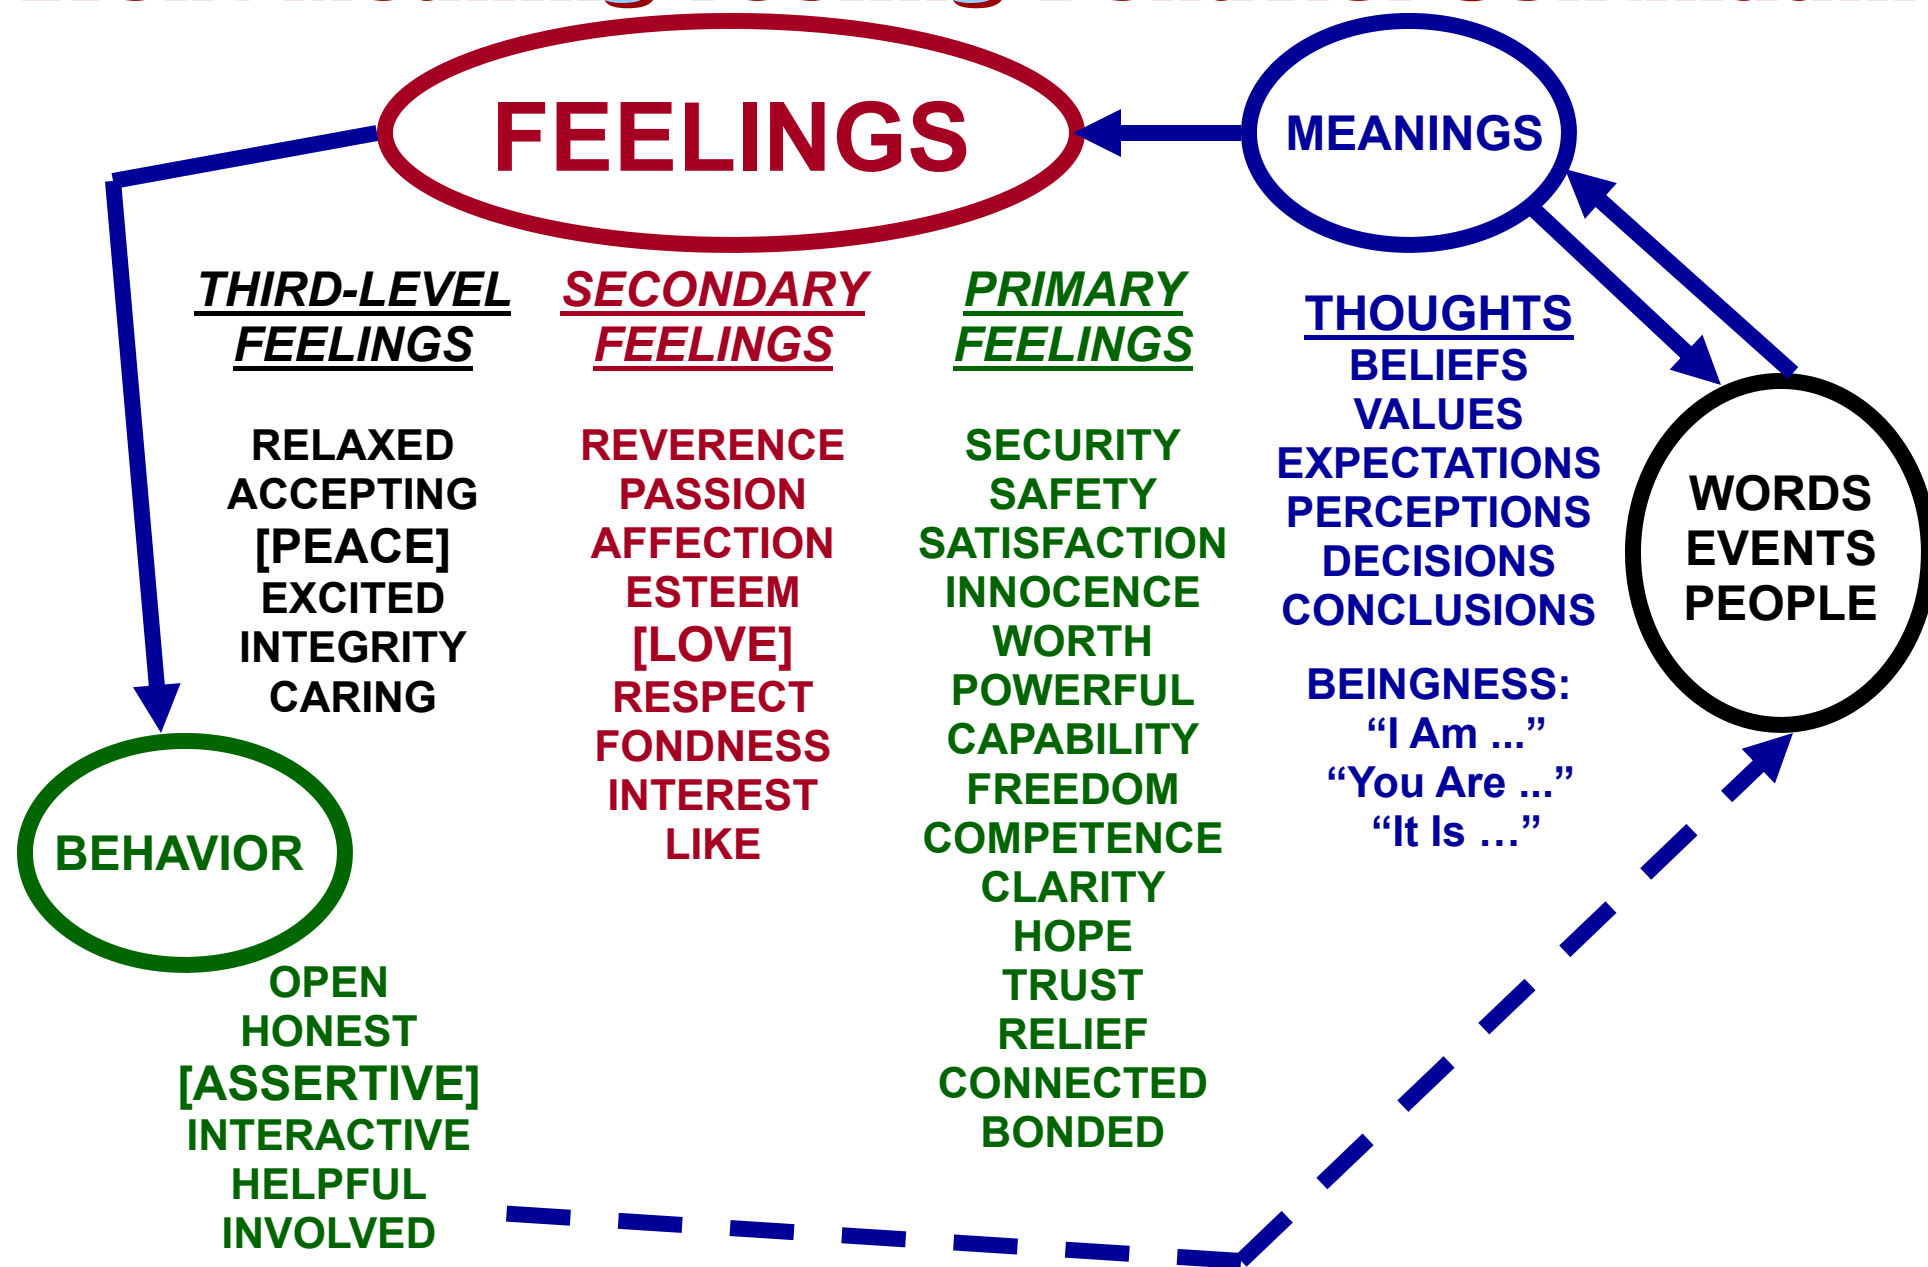 FEELINGS
MEANINGS
THIRD-LEVEL
FEELINGS
RELAXED
ACCEPTING
[PEACE]
EXCITED
INTEGRITY
CARING
SECONDARY
FEELINGS
REVERENCE
PASSION
AFFECTION
ESTEEM
[LOVE]
RESPECT
FONDNESS
INTEREST
LIKE
PRIMARY
FEELINGS
SECURITY
SAFETY
SATISFACTION
INNOCENCE
WORTH
POWERFUL
CAPABILITY
FREEDOM
COMPETENCE
CLARITY
HOPE
TRUST
RELIEF
CONNECTED
BONDED
THOUGHTS
BELIEFS
VALUES
EXPECTATIONS
PERCEPTIONS
DECISIONS
CONCLUSIONS
BEINGNESS:
“I Am ...”
“You Are ...”
“It Is …”
WORDS
EVENTS
PEOPLE
BEHAVIOR
OPEN
HONEST
[ASSERTIVE]
INTERACTIVE
HELPFUL
INVOLVED